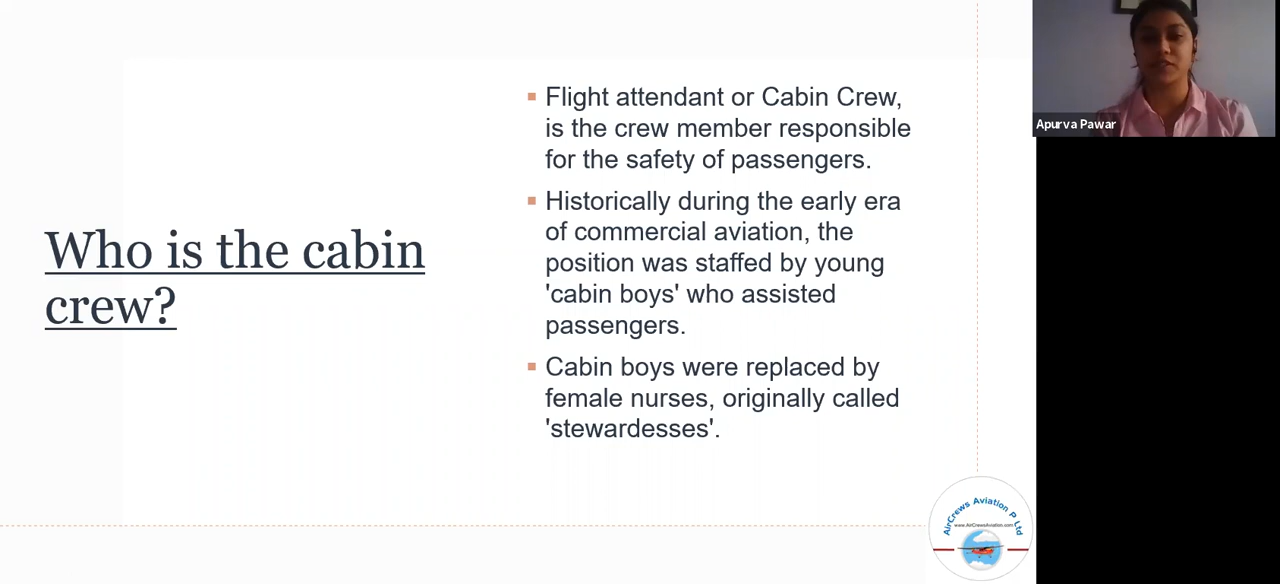 Who is the cabin
crew?
Flight attendant or Cabin Crew,
is the crew member responsible
for the safety of passengers.
Historically during the early era
of commercial aviation, the
position was staffed by young
'cabin boys' who assisted
passengers.
Cabin boys were replaced by
female nurses, originally called
'stewardesses'.
Apurva Pawar
AirCrews Aviation P Ltd
www.AirCrewsAviation.com